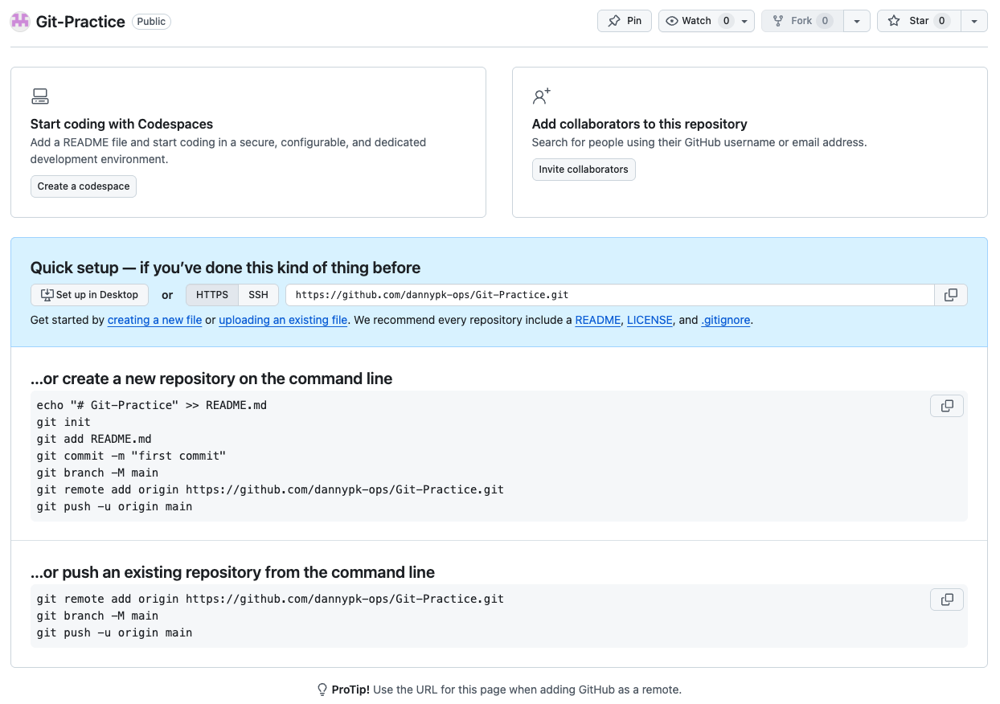 Git-Practice Public
Pin
Watch 0
Fork 0
Star 0
Start coding with Codespaces
Add a README file and start coding in a secure, configurable, and dedicated
development environment.
Create a codespace
Add collaborators to this repository
Search for people using their GitHub username or email address.
Invite collaborators
Quick setup — if you’ve done this kind of thing before
Set up in Desktop or HTTPS SSH https://github.com/dannypk-ops/Git-Practice.git
Get started by creating a new file or uploading an existing file. We recommend every repository include a README, LICENSE, and .gitignore.
...or create a new repository on the command line
echo "# Git-Practice" >> README.md
git init
git add README.md
git commit -m "first commit"
git branch -M main
git remote add origin https://github.com/dannypk-ops/Git-Practice.git
git push -u origin main
...or push an existing repository from the command line
git remote add origin https://github.com/dannypk-ops/Git-Practice.git
git branch -M main
git push -u origin main
ProTip! Use the URL for this page when adding GitHub as a remote.